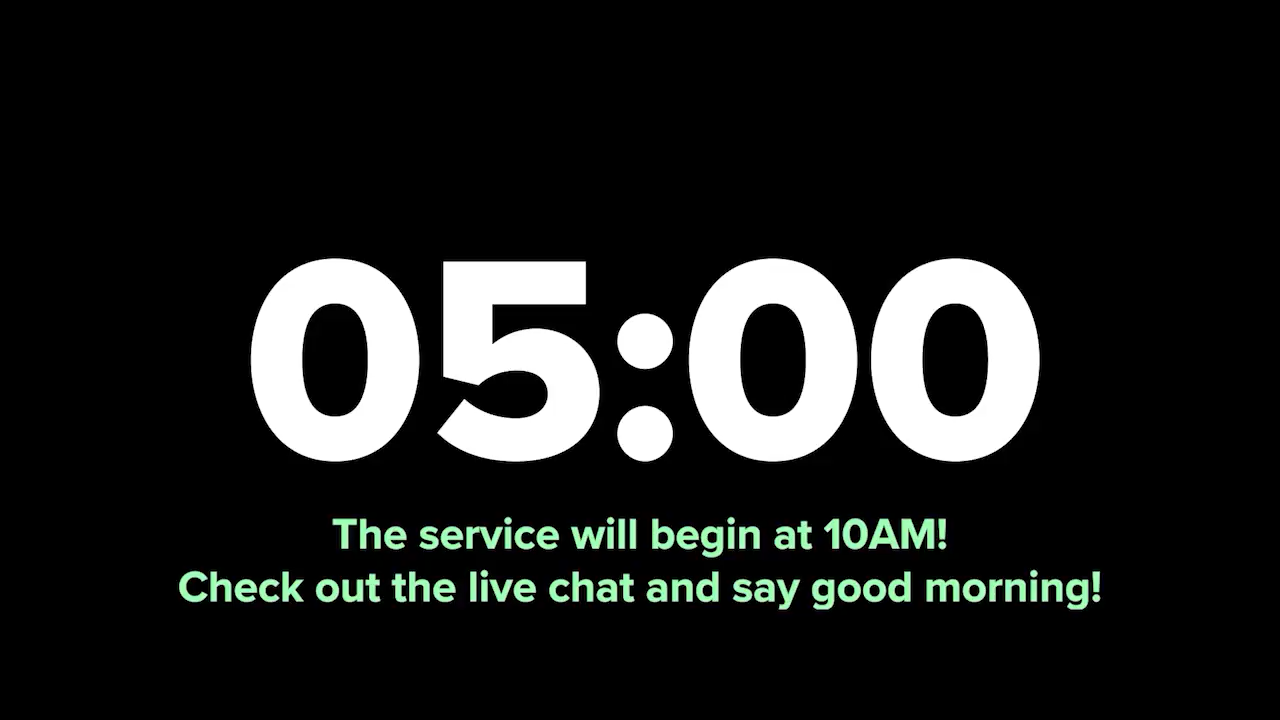 05:00
The service will begin at 10AM!
Check out the live chat and say good morning!